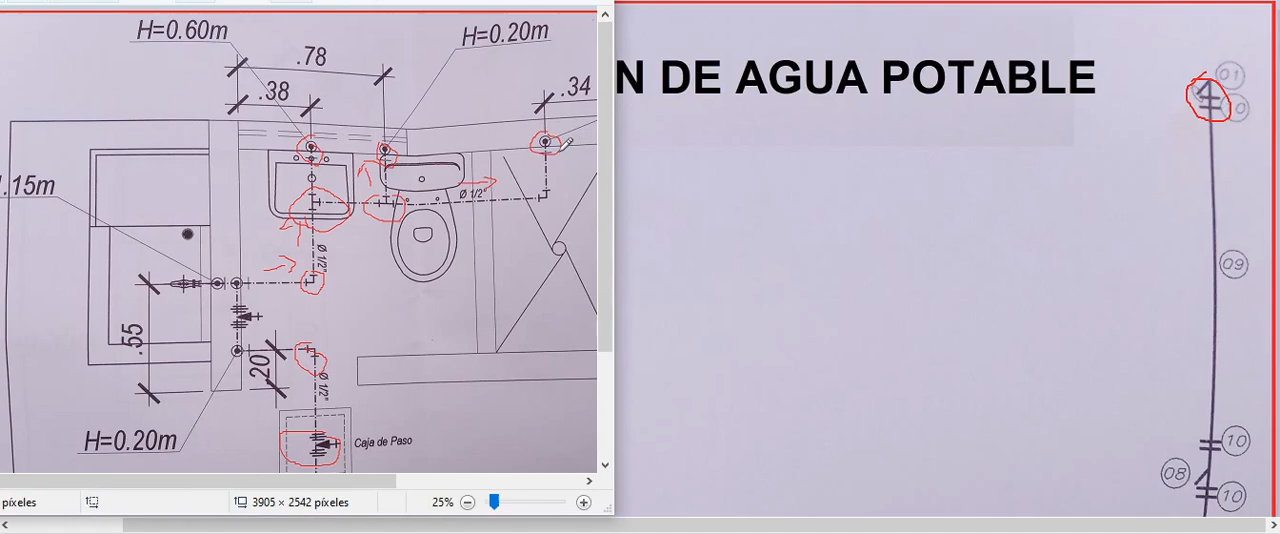 H=0.60m
H=0.20m
.78
.38
.34
Ø 1/2"
.15m
Ø 1/2"
.55
.20
Ø 1/2"
H=0.20m
Caja de Paso
píxeles
3905 × 2542 píxeles
25%
N DE AGUA POTABLE
01
10
09
10
08
10